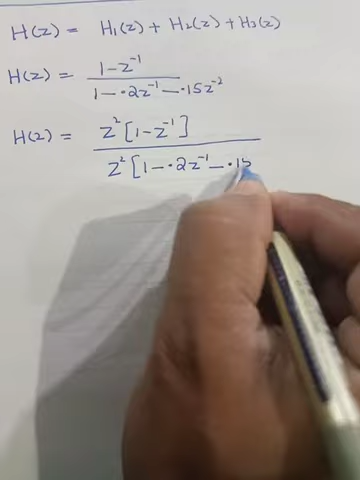 H(z) = H₁(z) + H₂(z) + H₃(z)
H(z) = 1 - z⁻¹ / 1 - .2z⁻¹ - .15z⁻²
H(z) = z² [1 - z⁻¹] / z² [1 - .2z⁻¹ - .15